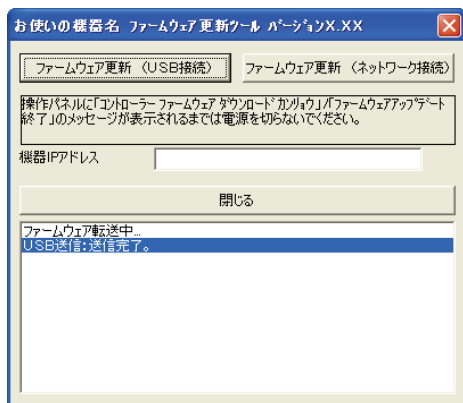 お使いの機器名 ファームウェア更新ツール バージョンX.XX
ファームウェア更新（USB接続）
ファームウェア更新（ネットワーク接続）
操作パネルに「コントローラー ファームウェア ダウンロード カンリョウ」／「ファームウェアアップデート
終了」のメッセージが表示されるまでは電源を切らないでください。
機器IPアドレス
閉じる
ファームウェア転送中...
USB送信:送信完了。